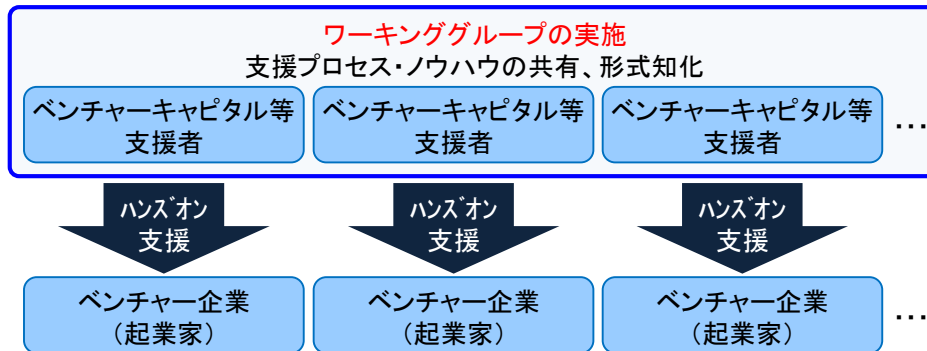 ワーキンググループの実施
支援プロセス・ノウハウの共有、形式知化
ベンチャーキャピタル等
支援者
ベンチャーキャピタル等
支援者
ベンチャーキャピタル等
支援者
…
ﾊﾝｽﾞｵﾝ
支援
ﾊﾝｽﾞｵﾝ
支援
ﾊﾝｽﾞｵﾝ
支援
ベンチャー企業
（起業家）
ベンチャー企業
（起業家）
ベンチャー企業
（起業家）
…